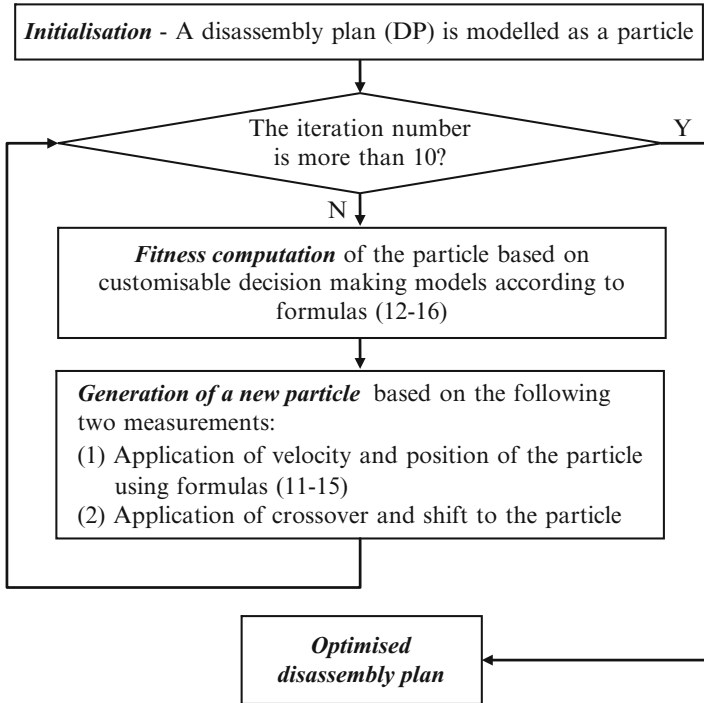 Initialisation - A disassembly plan (DP) is modelled as a particle
The iteration number
is more than 10?
Y
N
Fitness computation of the particle based on
customisable decision making models according to
formulas (12-16)
Generation of a new particle based on the following
two measurements:
(1) Application of velocity and position of the particle
using formulas (11-15)
(2) Application of crossover and shift to the particle
Optimised
disassembly plan